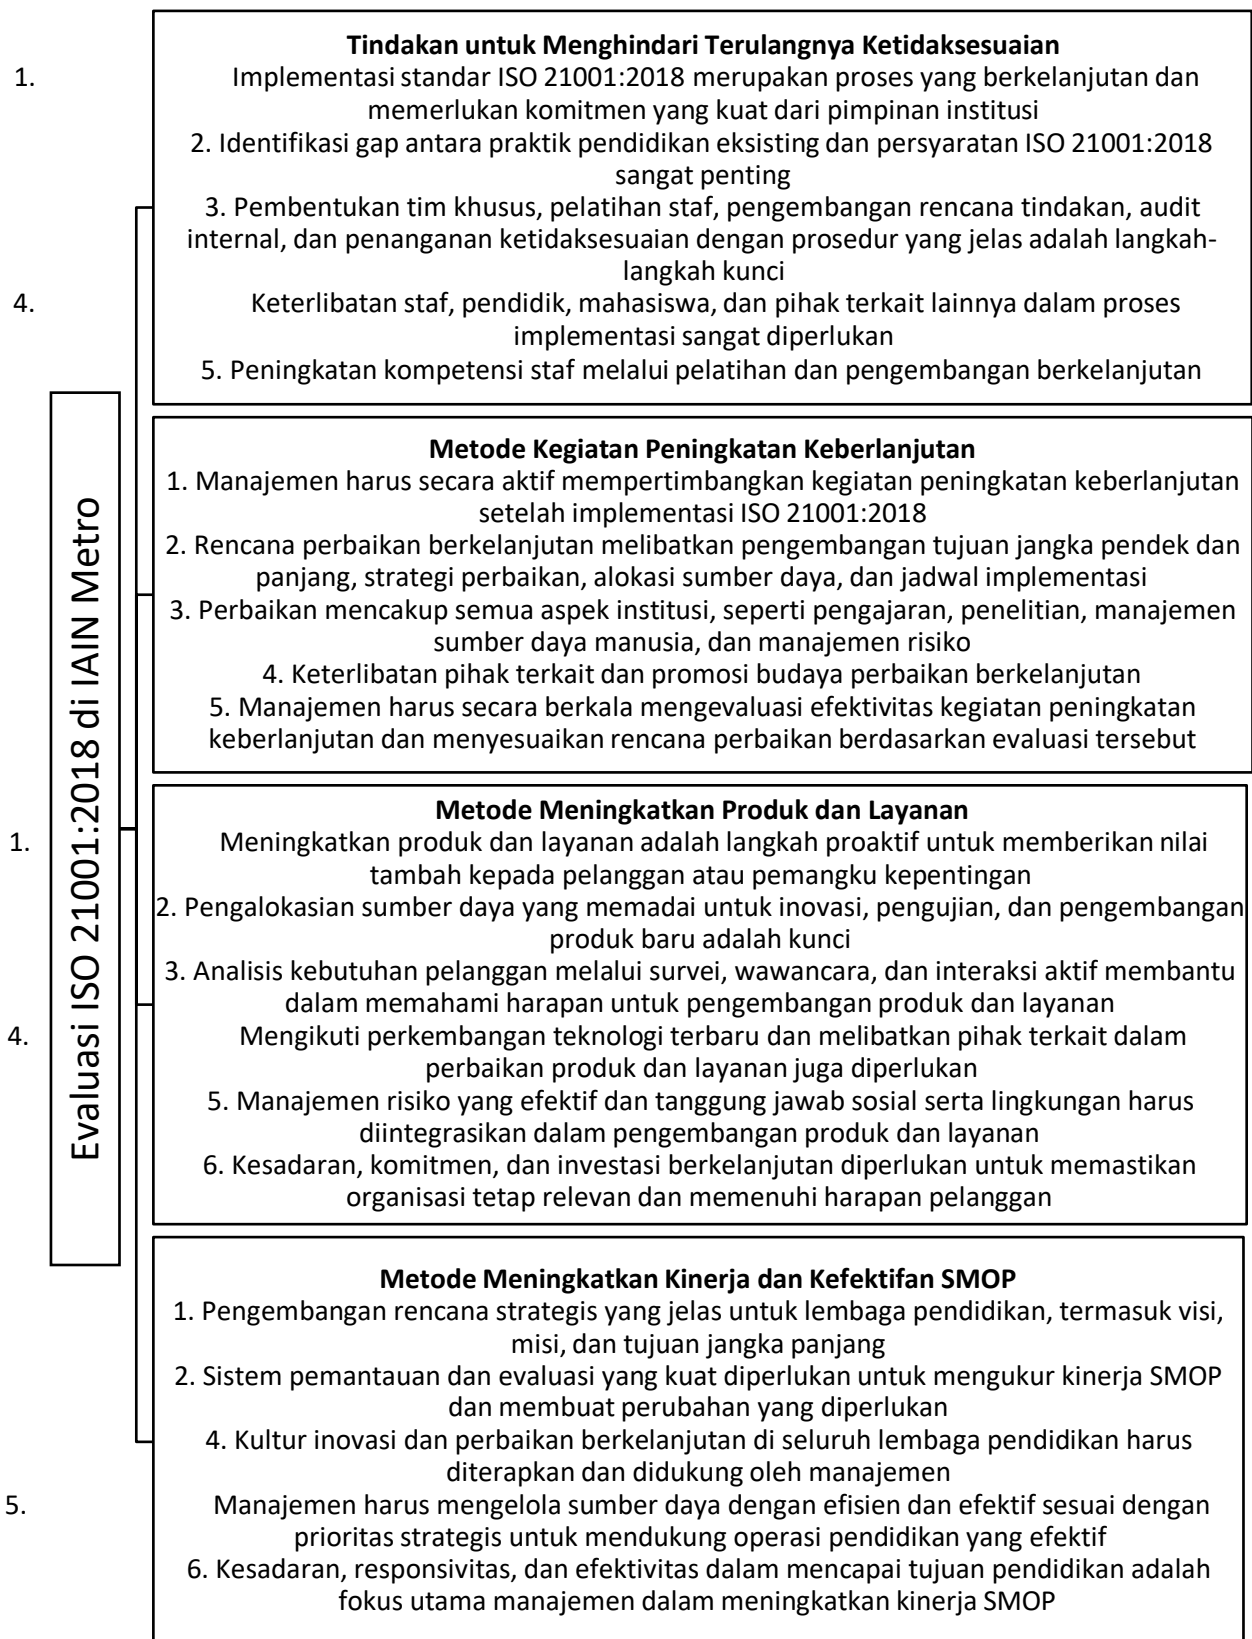 Evaluasi ISO 21001:2018 di IAIN Metro
Tindakan untuk Menghindari Terulangnya Ketidaksesuaian
1. Implementasi standar ISO 21001:2018 merupakan proses yang berkelanjutan dan
memerlukan komitmen yang kuat dari pimpinan institusi
2. Identifikasi gap antara praktik pendidikan eksisting dan persyaratan ISO 21001:2018
sangat penting
3. Pembentukan tim khusus, pelatihan staf, pengembangan rencana tindakan, audit
internal, dan penanganan ketidaksesuaian dengan prosedur yang jelas adalah langkah-
langkah kunci
4. Keterlibatan staf, pendidik, mahasiswa, dan pihak terkait lainnya dalam proses
implementasi sangat diperlukan
5. Peningkatan kompetensi staf melalui pelatihan dan pengembangan berkelanjutan
Metode Kegiatan Peningkatan Keberlanjutan
1. Manajemen harus secara aktif mempertimbangkan kegiatan peningkatan keberlanjutan
setelah implementasi ISO 21001:2018
2. Rencana perbaikan berkelanjutan melibatkan pengembangan tujuan jangka pendek dan
panjang, strategi perbaikan, alokasi sumber daya, dan jadwal implementasi
3. Perbaikan mencakup semua aspek institusi, seperti pengajaran, penelitian, manajemen
sumber daya manusia, dan manajemen risiko
4. Keterlibatan pihak terkait dan promosi budaya perbaikan berkelanjutan
5. Manajemen harus secara berkala mengevaluasi efektivitas kegiatan peningkatan
keberlanjutan dan menyesuaikan rencana perbaikan berdasarkan evaluasi tersebut
Metode Meningkatkan Produk dan Layanan
1. Meningkatkan produk dan layanan adalah langkah proaktif untuk memberikan nilai
tambah kepada pelanggan atau pemangku kepentingan
2. Pengalokasian sumber daya yang memadai untuk inovasi, pengujian, dan pengembangan
produk baru adalah kunci
3. Analisis kebutuhan pelanggan melalui survei, wawancara, dan interaksi aktif membantu
dalam memahami harapan untuk pengembangan produk dan layanan
4. Mengikuti perkembangan teknologi terbaru dan melibatkan pihak terkait dalam
perbaikan produk dan layanan juga diperlukan
5. Manajemen risiko yang efektif dan tanggung jawab sosial serta lingkungan harus
diintegrasikan dalam pengembangan produk dan layanan
6. Kesadaran, komitmen, dan investasi berkelanjutan diperlukan untuk memastikan
organisasi tetap relevan dan memenuhi harapan pelanggan
Metode Meningkatkan Kinerja dan Kefektifan SMOP
1. Pengembangan rencana strategis yang jelas untuk lembaga pendidikan, termasuk visi,
misi, dan tujuan jangka panjang
2. Sistem pemantauan dan evaluasi yang kuat diperlukan untuk mengukur kinerja SMOP
dan membuat perubahan yang diperlukan
4. Kultur inovasi dan perbaikan berkelanjutan di seluruh lembaga pendidikan harus
diterapkan dan didukung oleh manajemen
5. Manajemen harus mengelola sumber daya dengan efisien dan efektif sesuai dengan
prioritas strategis untuk mendukung operasi pendidikan yang efektif
6. Kesadaran, responsivitas, dan efektivitas dalam mencapai tujuan pendidikan adalah
fokus utama manajemen dalam meningkatkan kinerja SMOP